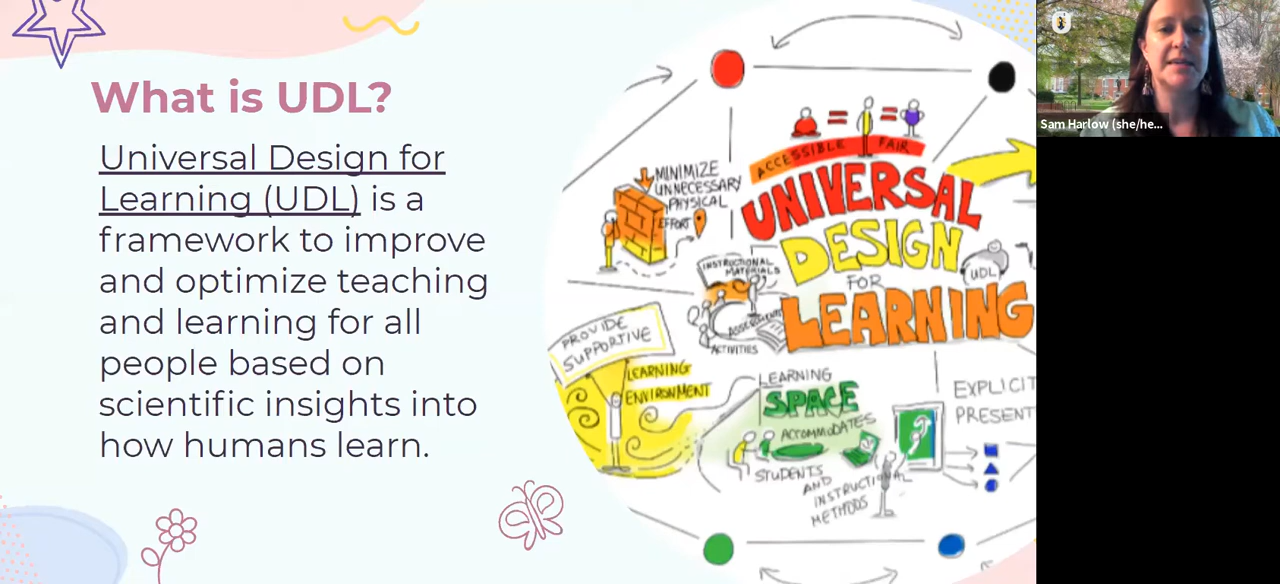 What is UDL?
Universal Design for
Learning (UDL) is a
framework to improve
and optimize teaching
and learning for all
people based on
scientific insights into
how humans learn.
ACCESSIBLE FAIR
UNIVERSAL
DESIGN
FOR
LEARNING
MINIMIZE
UNNECESSARY
PHYSICAL
EFFORT
INSTRUCTIONAL
MATERIALS
ASSESSMENTS
ACTIVITIES
UDL
PROVIDE
SUPPORTIVE
LEARNING
ENVIRONMENT
LEARNING
SPACE
ACCOMMODATES
STUDENTS
AND
INSTRUCTIONAL
METHODS
EXPLICIT
PRESENT
Sam Harlow (she/he...